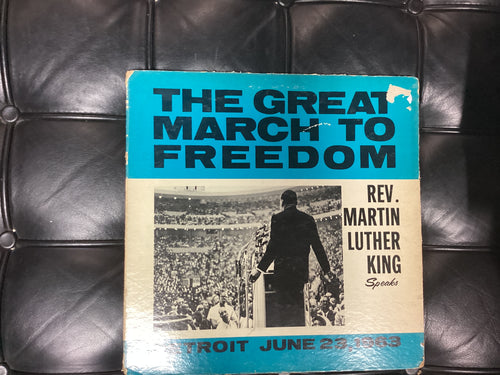 THE GREAT
MARCH TO
FREEDOM
REV.
MARTIN
LUTHER
KING
Speaks
DETROIT JUNE 23, 1963